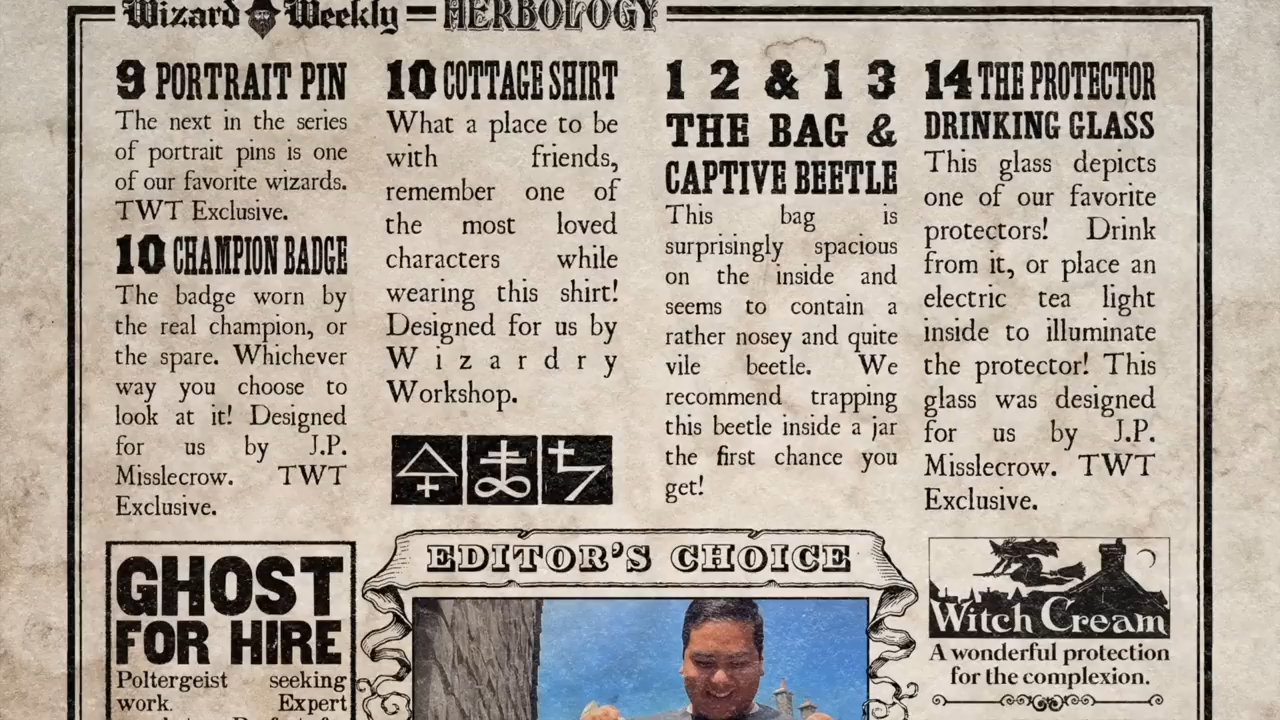 Wizard Weekly HERBOLOGY
9 PORTRAIT PIN
The next in the series
of portrait pins is one
of our favorite wizards.
TWT Exclusive.
10 CHAMPION BADGE
The badge worn by
the real champion, or
the spare. Whichever
way you choose to
look at it! Designed
for us by J.P.
Misslecrow. TWT
Exclusive.
GHOST
FOR HIRE
Poltergeist seeking
work. Expert
10 COTTAGE SHIRT
What a place to be
with friends,
remember one of
the most loved
characters while
wearing this shirt!
Designed for us by
Wizardry
Workshop.
12 & 13
THE BAG &
CAPTIVE BEETLE
This bag is
surprisingly spacious
on the inside and
seems to contain a
rather nosey and quite
vile beetle. We
recommend trapping
this beetle inside a jar
the first chance you
get!
EDITOR'S CHOICE
14 THE PROTECTOR
DRINKING GLASS
This glass depicts
one of our favorite
protectors! Drink
from it, or place an
electric tea light
inside to illuminate
the protector! This
glass was designed
for us by J.P.
Misslecrow. TWT
Exclusive.
Witch Cream
A wonderful protection
for the complexion.